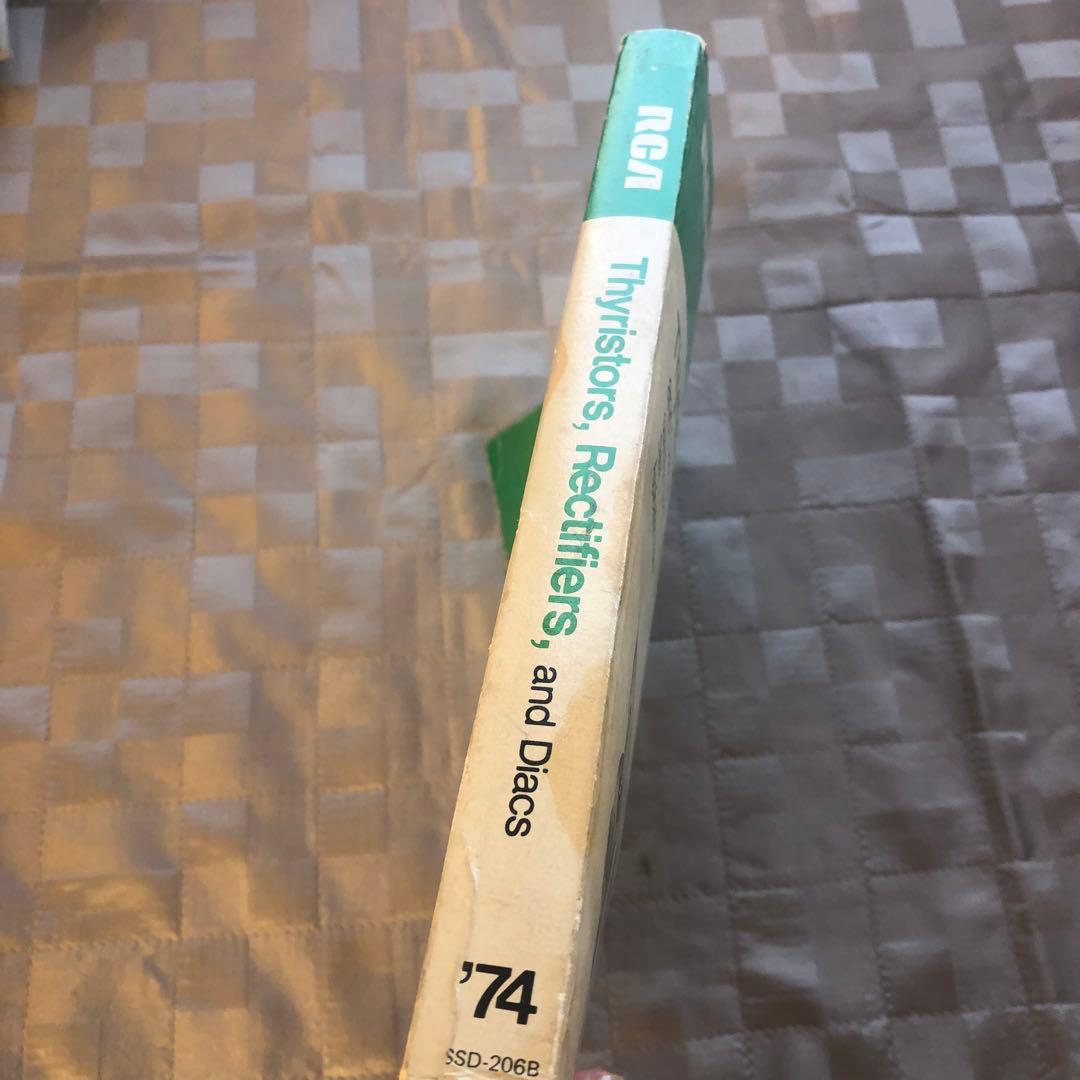 RCA
Thyristors, Rectifiers, and Diacs
'74
SSD-206B